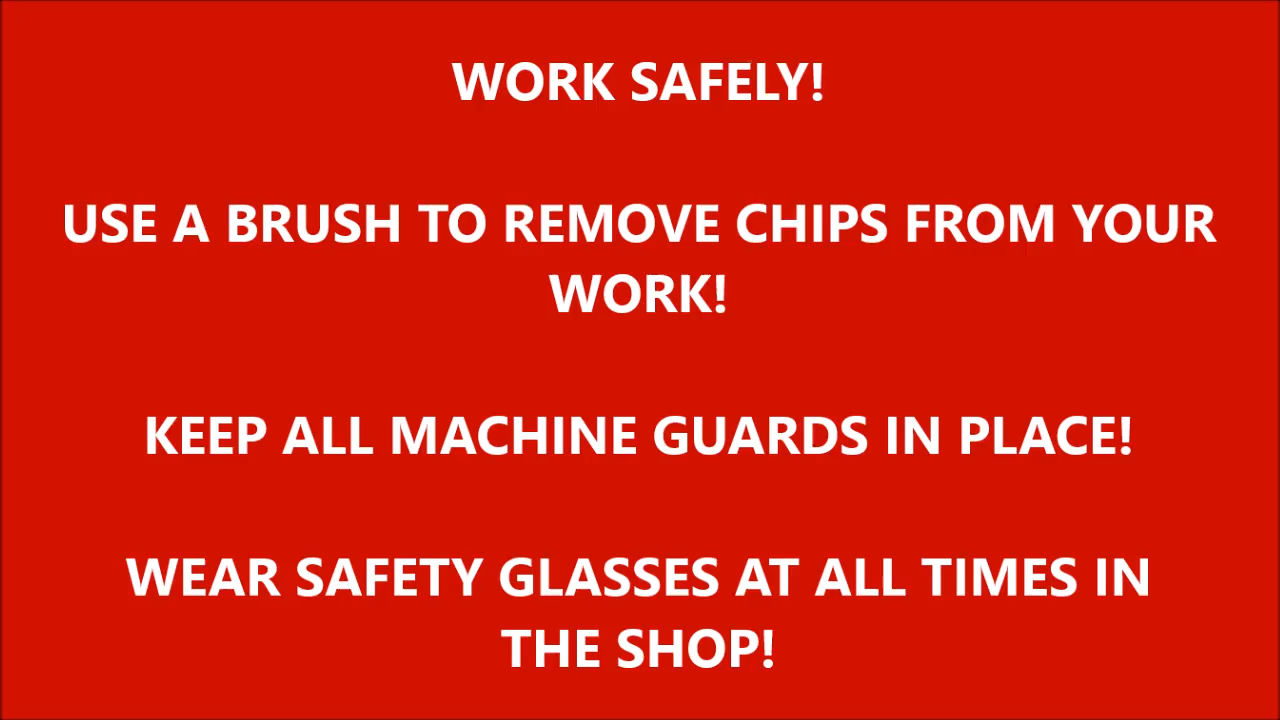 WORK SAFELY!
USE A BRUSH TO REMOVE CHIPS FROM YOUR
WORK!
KEEP ALL MACHINE GUARDS IN PLACE!
WEAR SAFETY GLASSES AT ALL TIMES IN
THE SHOP!